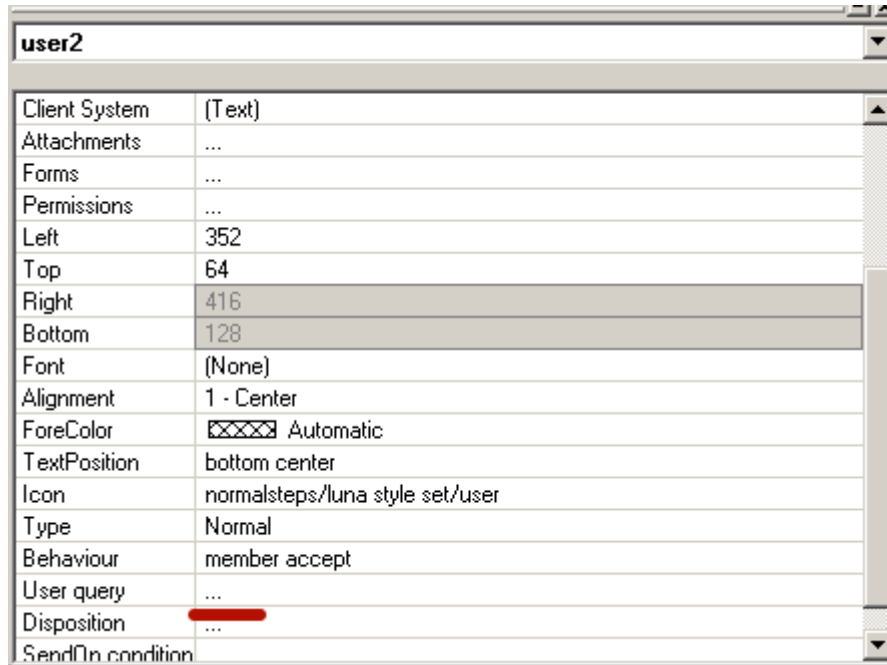 user2
Client System (Text)
Attachments ...
Forms ...
Permissions ...
Left 352
Top 64
Right 416
Bottom 128
Font (None)
Alignment 1 - Center
ForeColor Automatic
TextPosition bottom center
Icon normalsteps/luna style set/user
Type Normal
Behaviour member accept
User query ...
Disposition ...
SendOn condition